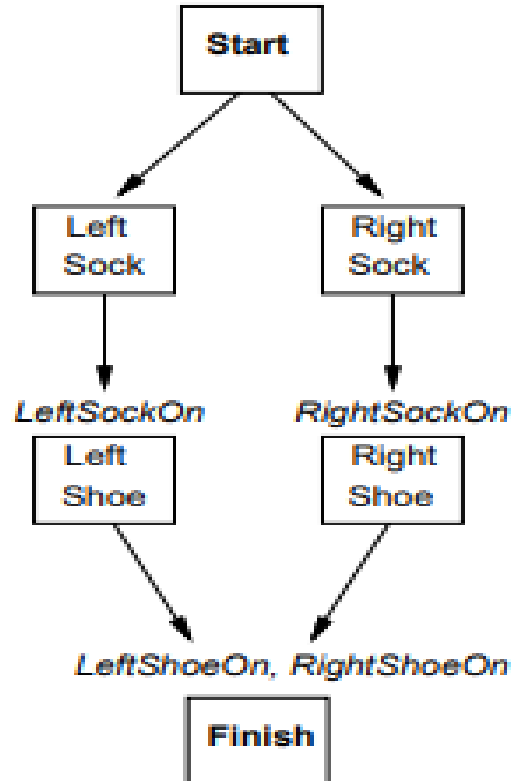 Start
Left
Sock
Right
Sock
LeftSockOn
RightSockOn
Left
Shoe
Right
Shoe
LeftShoeOn, RightShoeOn
Finish